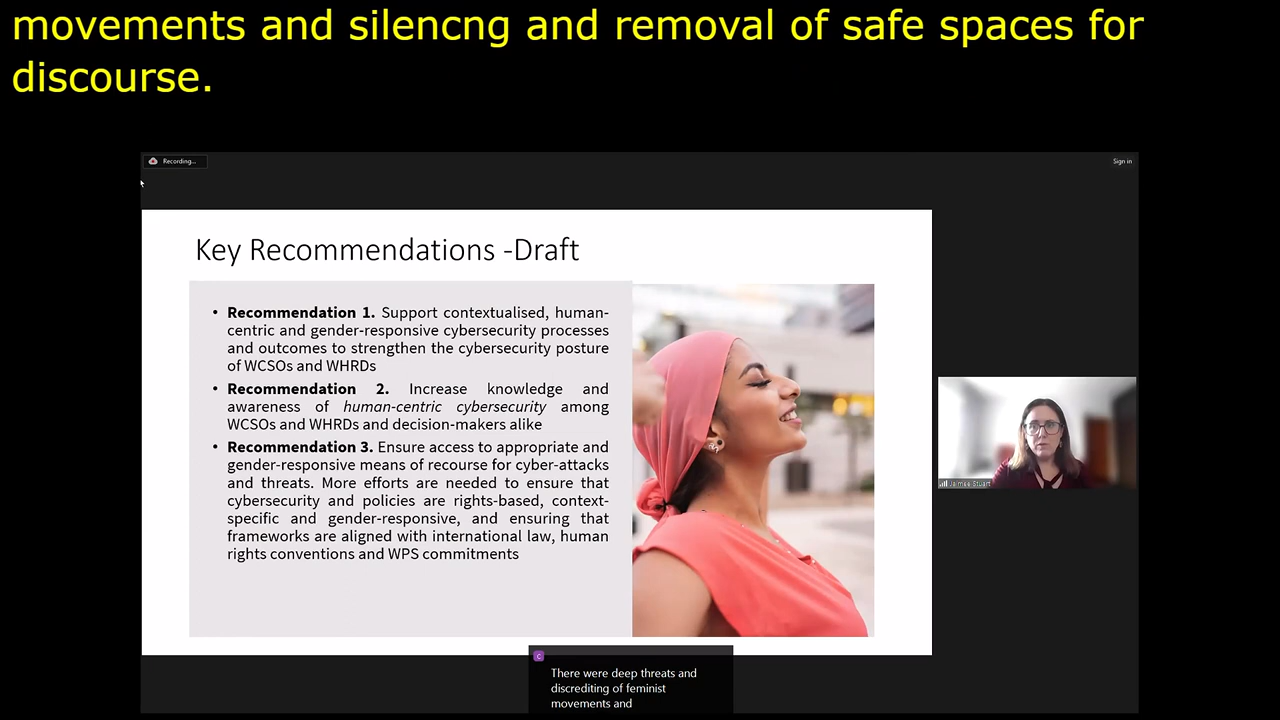 movements and silencng and removal of safe spaces for
discourse.
Recording...
Sign in
Key Recommendations -Draft
• Recommendation 1. Support contextualised, human-
centric and gender-responsive cybersecurity processes
and outcomes to strengthen the cybersecurity posture
of WCSOs and WHRDs
• Recommendation 2. Increase knowledge and
awareness of human-centric cybersecurity among
WCSOs and WHRDs and decision-makers alike
• Recommendation 3. Ensure access to appropriate and
gender-responsive means of recourse for cyber-attacks
and threats. More efforts are needed to ensure that
cybersecurity and policies are rights-based, context-
specific and gender-responsive, and ensuring that
frameworks are aligned with international law, human
rights conventions and WPS commitments
Jaimee Stuart
C
There were deep threats and
discrediting of feminist
movements and